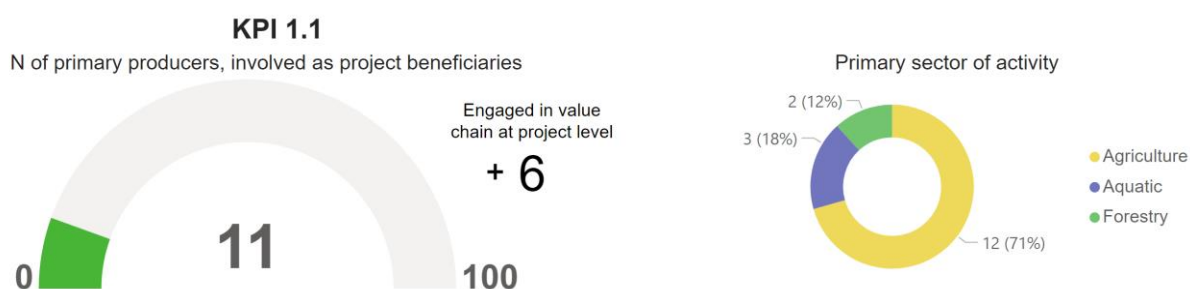 KPI 1.1
N of primary producers, involved as project beneficiaries
Engaged in value
chain at project level
+ 6
11
0
100
Primary sector of activity
2 (12%)
3 (18%)
12 (71%)
Agriculture
Aquatic
Forestry